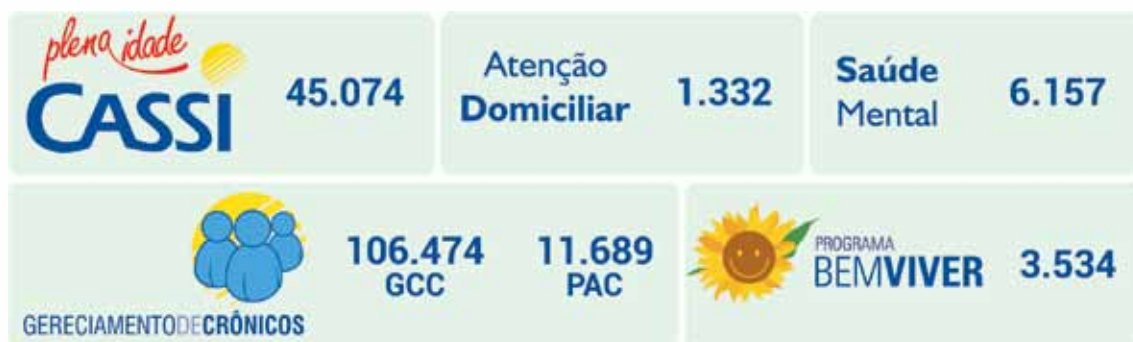 plena idade
CASSI
45.074
Atenção
Domiciliar
1.332
Saúde
Mental
6.157
106.474
GCC
11.689
PAC
GERECIAMENTODECRÔNICOS
PROGRAMA
BEMVIVER
3.534